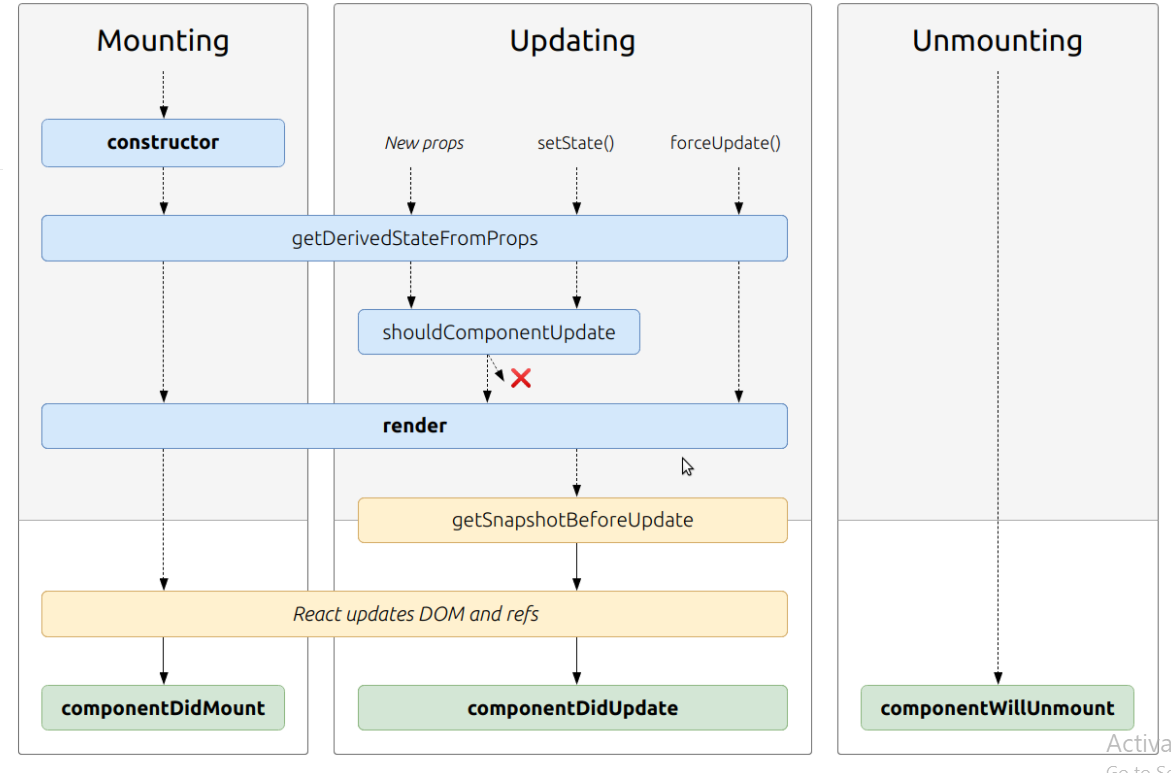 Mounting
Updating
Unmounting
constructor
New props
setState()
forceUpdate()
getDerivedStateFromProps
shouldComponentUpdate
render
getSnapshotBeforeUpdate
React updates DOM and refs
componentDidMount
componentDidUpdate
componentWillUnmount
Activa
Go to Se